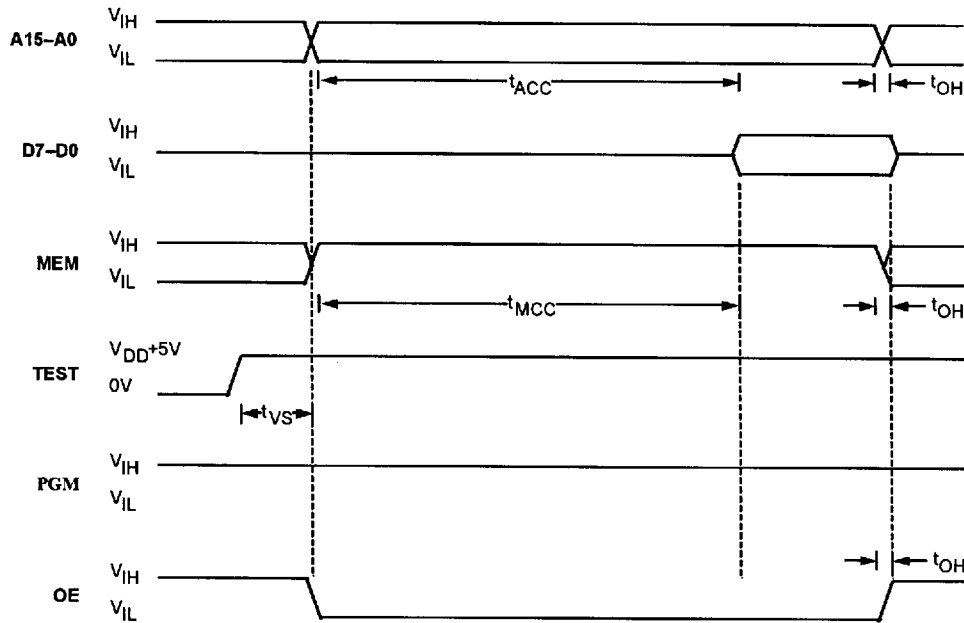 A15–A0 VIH
VIL
tACC tOH
D7–D0 VIH
VIL
MEM VIH
VIL
tMCC tOH
TEST VDD+5V
0V
tVS
PGM VIH
VIL
tOH
OE VIH
VIL